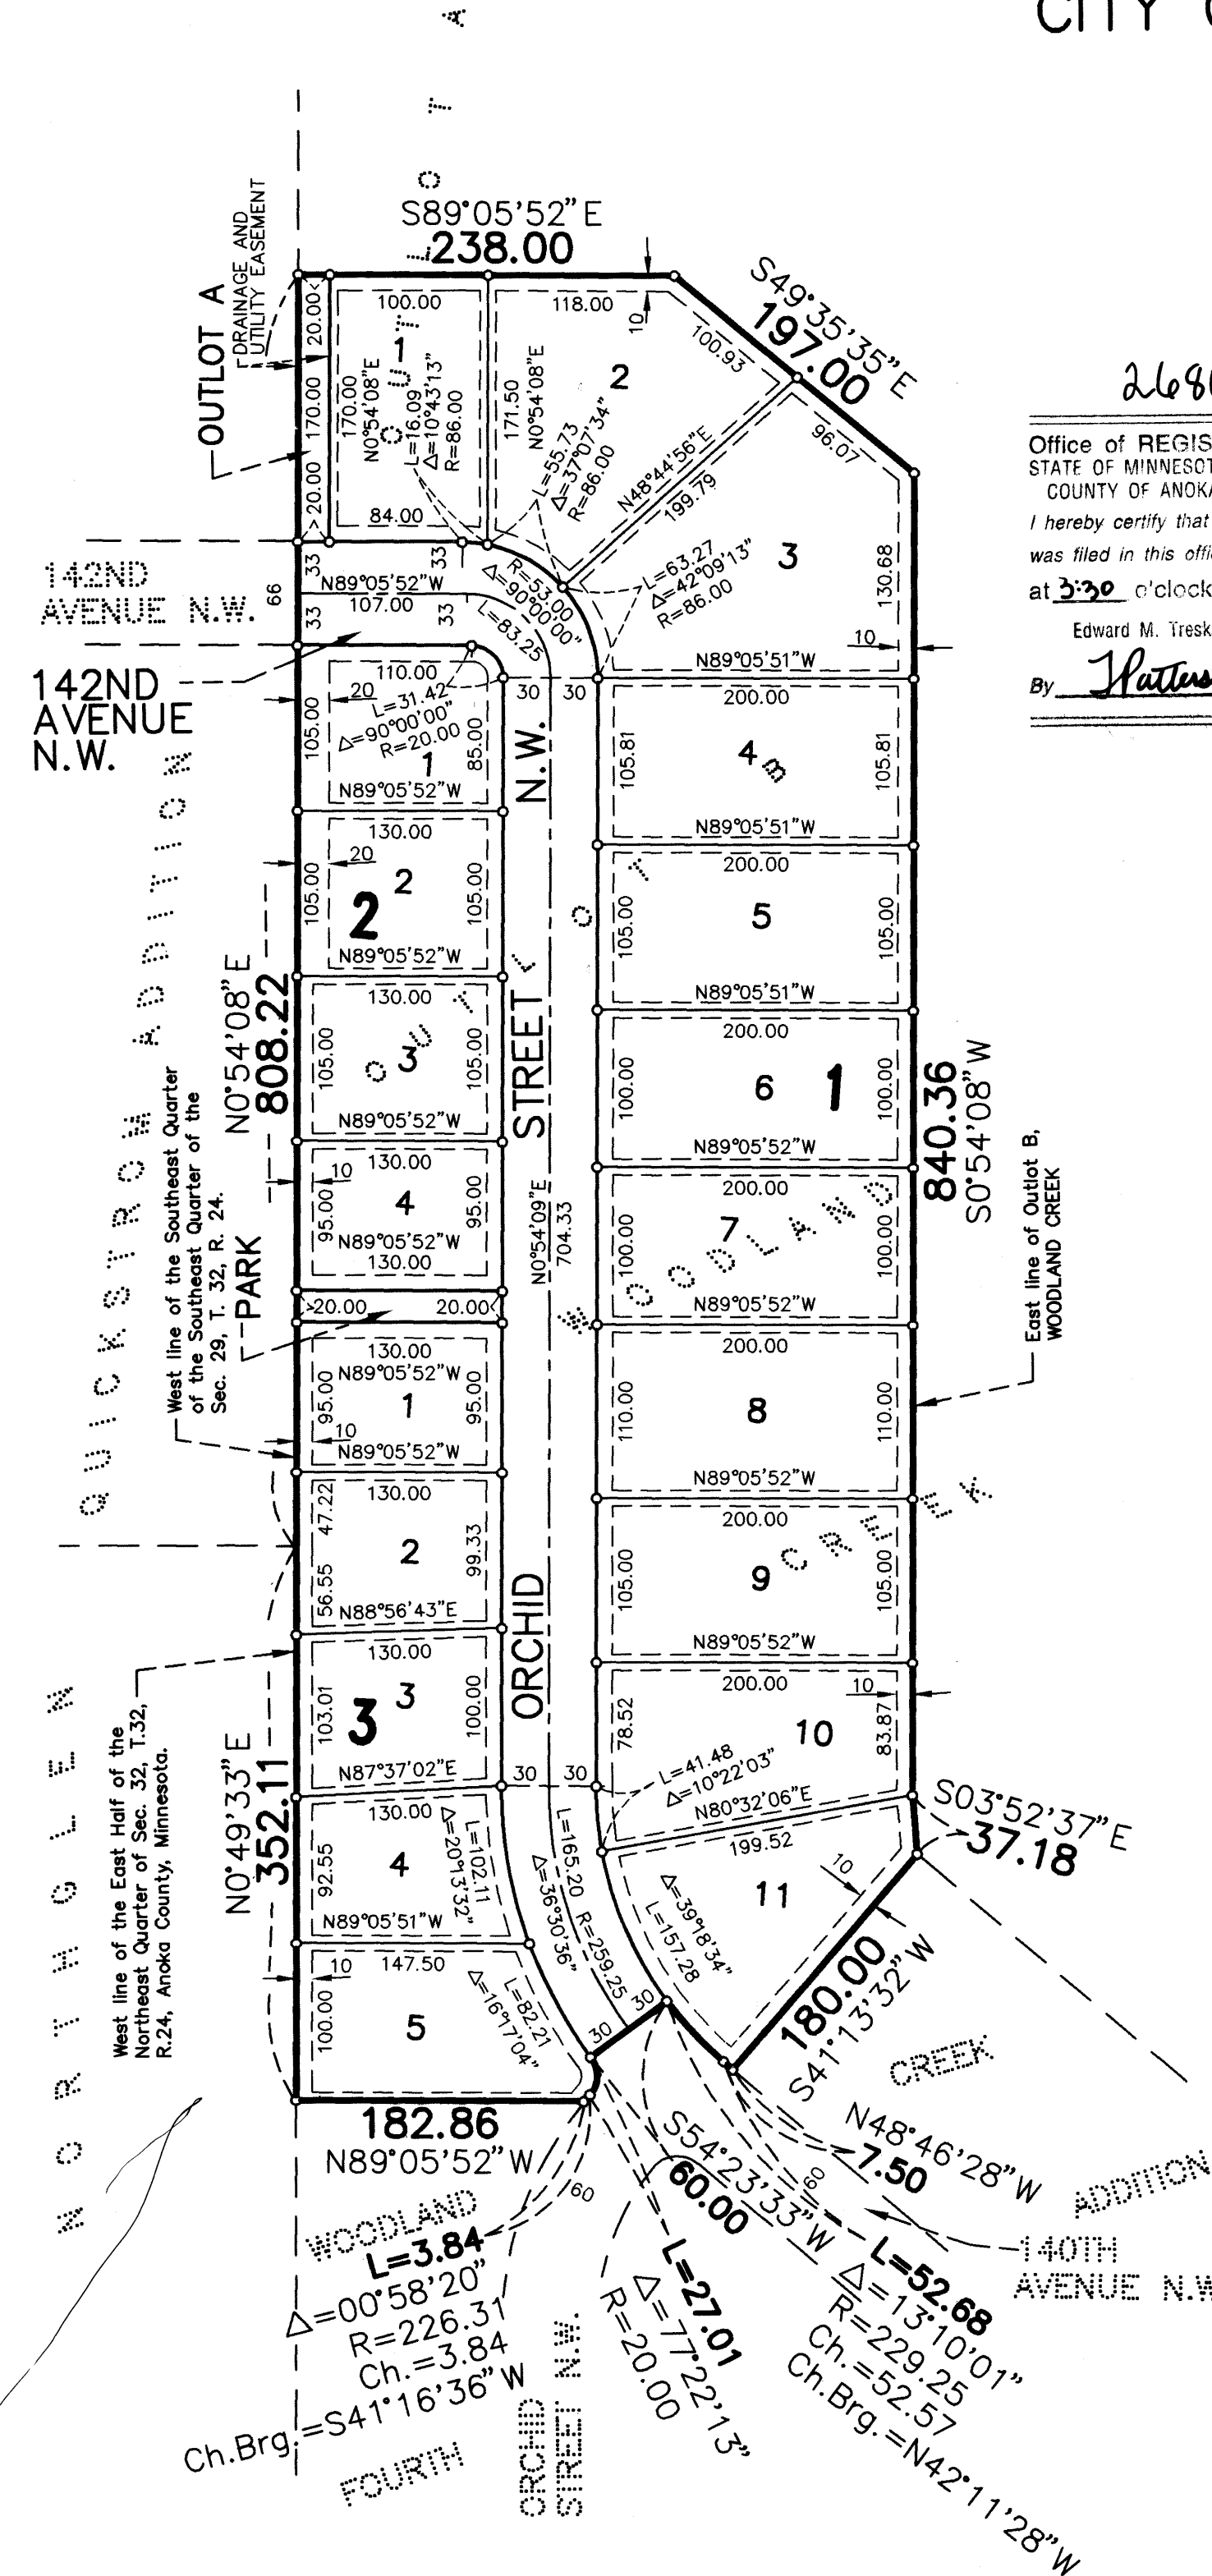 CITY
OUTLOT A
S89°05'52"E
238.00
DRAINAGE AND
UTILITY EASEMENT
OUTLOT A
S49°35'35"E
197.00
20.00
170.00
20.00
100.00
1
170.00
N0°54'08"E
L=16.09
Δ=10°43'13"
R=86.00
84.00
118.00
10
2
100.93
171.50
N0°54'08"E
L=55.73
Δ=37°07'34"
R=86.00
N48°44'56"E
199.79
96.07
3
130.68
L=63.27
Δ=42°09'13"
R=86.00
10
N89°05'51"W
Office of REGIS
STATE OF MINNESOT
COUNTY OF ANOKA
I hereby certify that
was filed in this offic
at 3:30 o'clock
Edward M. Tresk
By
142ND
AVENUE N.W.
66
33
33
N89°05'52"W
107.00
33
33
R=53.00
Δ=90°00'00"
L=83.25
142ND
AVENUE
N.W.
110.00
20
L=31.42
Δ=90°00'00"
R=20.00
105.00
85.00
1
N89°05'52"W
30
30
N.W.
200.00
105.81
4
B
105.81
N89°05'51"W
QUICKSTROM ADDITION
130.00
20
2
105.00
2
105.00
N89°05'52"W
OUTLOT
200.00
105.00
5
105.00
N89°05'51"W
N0°54'08"E
808.22
130.00
105.00
3
105.00
N89°05'52"W
STREET
200.00
100.00
6
1
100.00
N89°05'52"W
840.36
S0°54'08"W
West line of the Southeast Quarter
of the Southeast Quarter of the
Sec. 29, T. 32, R. 24.
PARK
130.00
10
95.00
4
95.00
N89°05'52"W
130.00
20.00
20.00
N0°54'09"E
704.33
200.00
100.00
7
100.00
N89°05'52"W
WOODLAND CREEK
East line of Outlot B,
WOODLAND CREEK
130.00
N89°05'52"W
95.00
1
95.00
10
N89°05'52"W
200.00
110.00
8
110.00
N89°05'52"W
130.00
47.22
56.55
2
99.33
N88°56'43"E
ORCHID
200.00
105.00
9
105.00
N89°05'52"W
NORTHGLEN
West line of the East Half of the
Northeast Quarter of Sec. 32, T.32,
R.24, Anoka County, Minnesota.
N0°49'33"E
352.11
130.00
103.01
3
3
100.00
N87°37'02"E
30
30
200.00
10
78.52
10
83.87
L=41.48
Δ=10°22'03"
N80°32'06"E
199.52
S03°52'37"E
37.18
130.00
92.55
4
L=102.11
Δ=20°13'32"
N89°05'51"W
L=165.20
R=259.25
Δ=36°30'36"
11
10
Δ=39°18'34"
L=157.28
180.00
S41°13'32"W
10
147.50
100.00
5
L=82.21
Δ=16°17'04"
30
30
182.86
N89°05'52"W
CREEK
WOODLAND
60
L=3.84
Δ=00°58'20"
R=226.31
Ch.=3.84
Ch.Brg.=S41°16'36"W
S54°23'33"W
60.00
N48°46'28"W
7.50
60
ADDITION
140TH
AVENUE N.W
L=27.01
Δ=77°22'13"
R=20.00
L=52.68
Δ=13°10'01"
R=229.25
Ch.=52.57
Ch.Brg.=N42°11'28"W
FOURTH
ORCHID
STREET N.W.